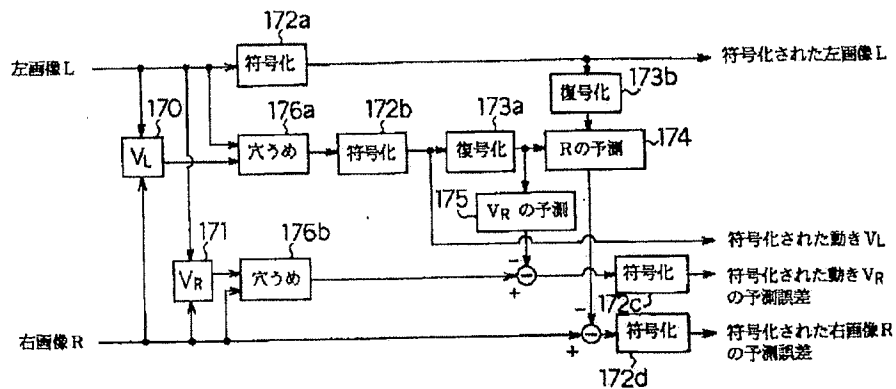 172a
左画像L
符号化
符号化された左画像L
173b
復号化
170
176a
172b
173a
VL
穴うめ
符号化
復号化
Rの予測
174
175
VR の予測
171
176b
符号化された動きVL
VR
穴うめ
−
+
−
符号化
符号化された動きVR
の予測誤差
172c
−
右画像R
+
−
符号化
符号化された右画像R
の予測誤差
172d